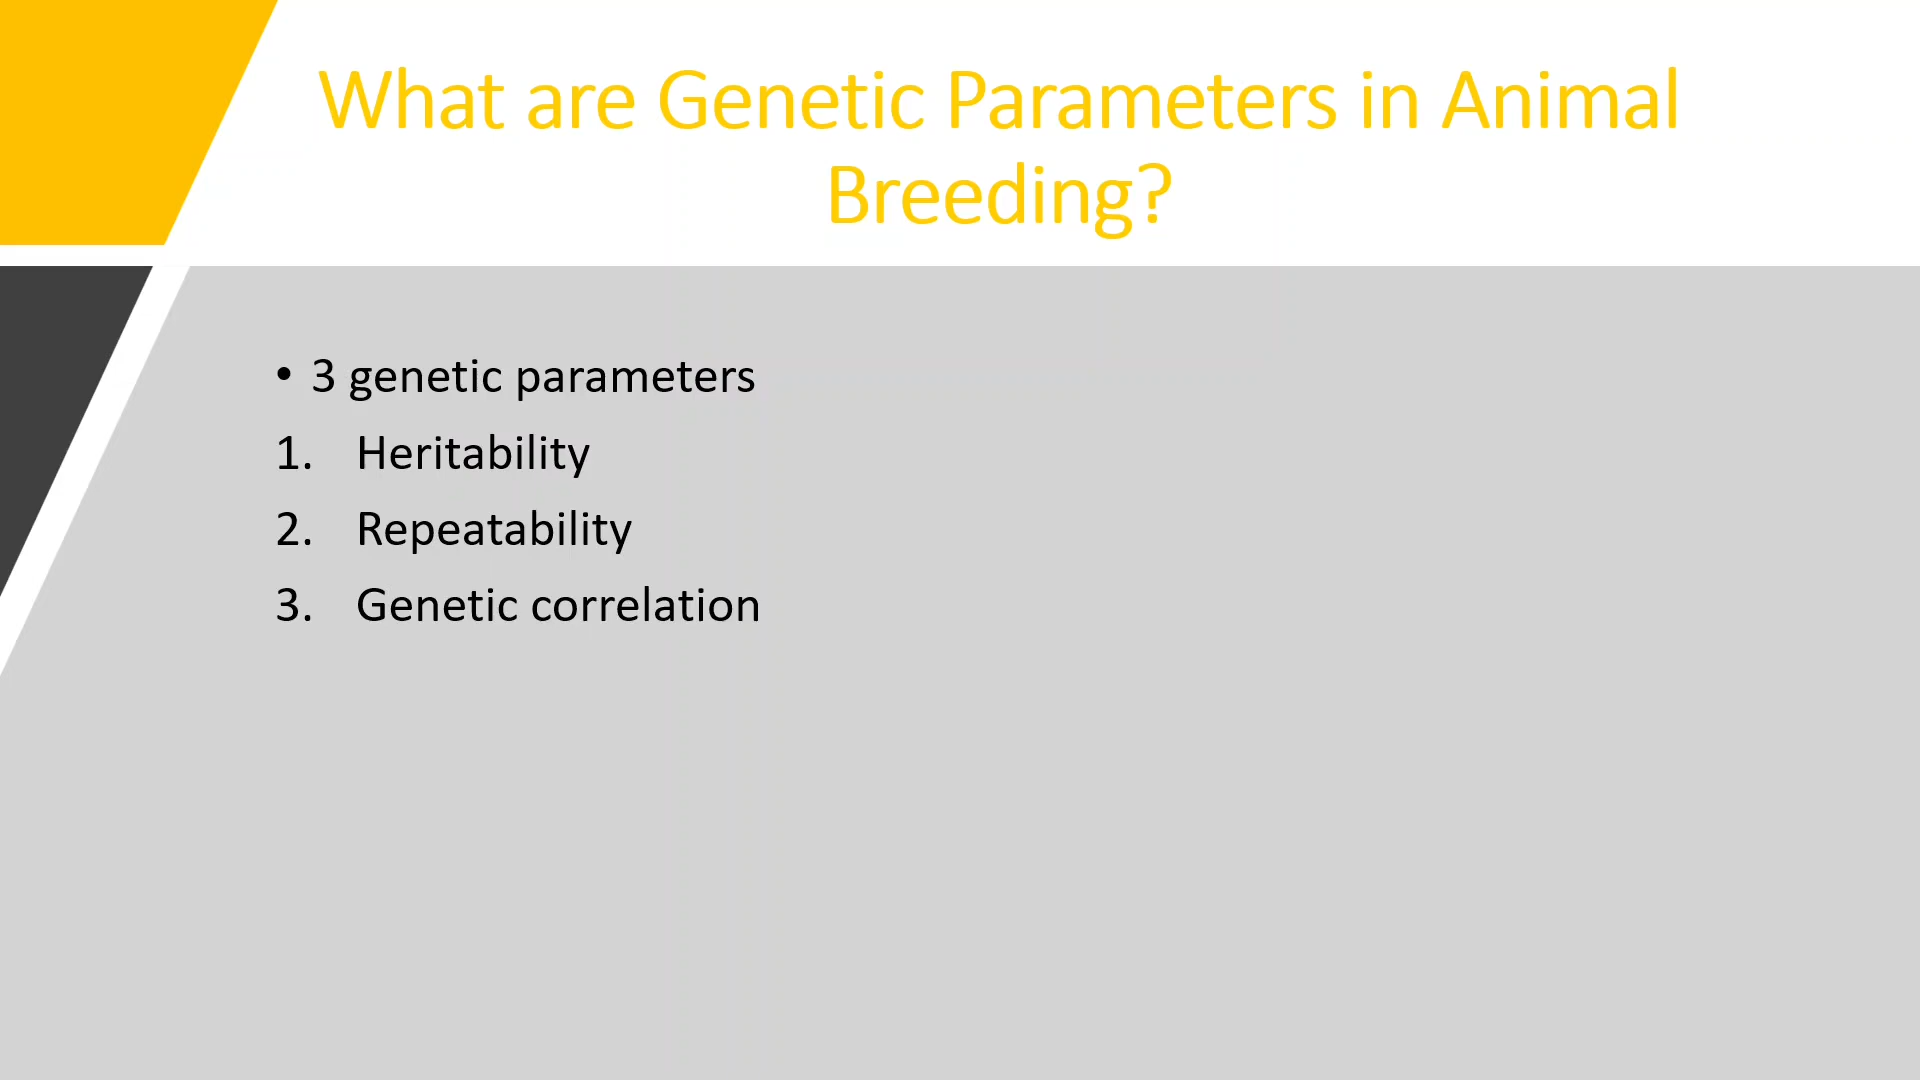 What are Genetic Parameters in Animal
Breeding?
• 3 genetic parameters
1. Heritability
2. Repeatability
3. Genetic correlation